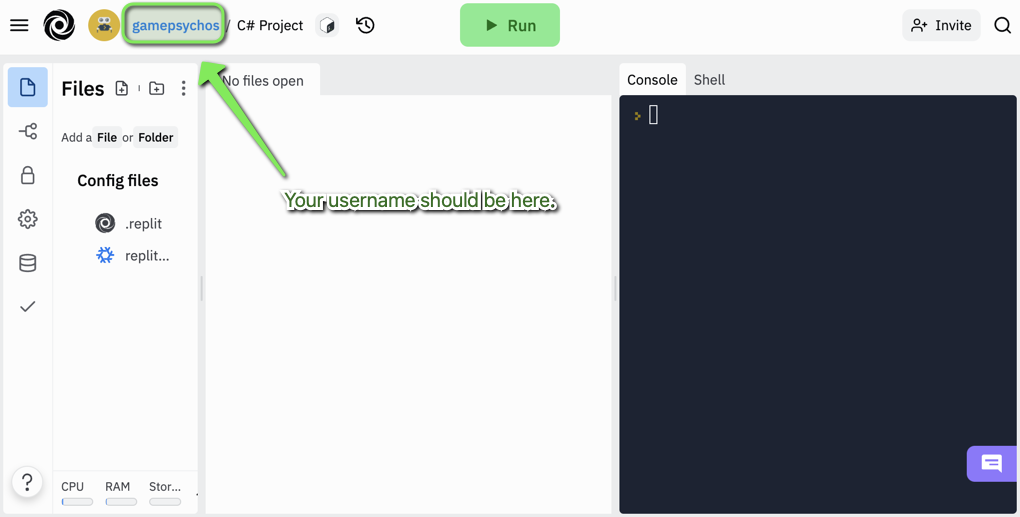 gamepsychos / C# Project
Run
Invite
Files
No files open
Console
Shell
Add a File or Folder
Config files
.replit
replit...
Your username should be here.
?
CPU
RAM
Stor...